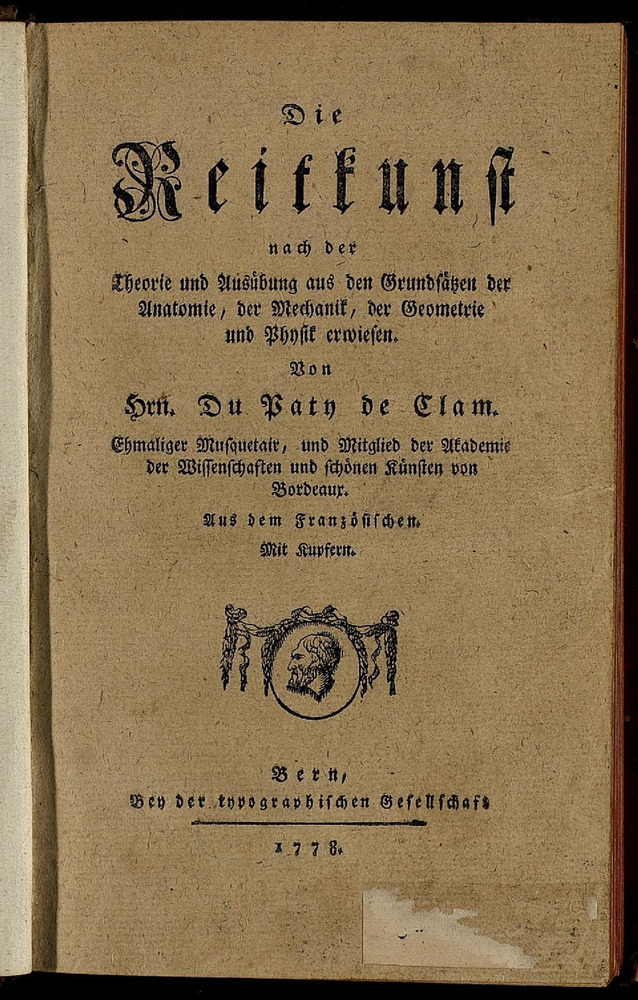 Die
Reitkunst
nach der
Theorie und Ausübung aus den Grundsätzen der
Anatomie, der Mechanik, der Geometrie
und Physik erwiesen.
Von
Hrn. Du Paty de Clam.
Ehmaliger Musquetair, und Mitglied der Akademie
der Wissenschaften und schönen Künsten von
Bordeaux.
Aus dem Französischen.
Mit Kupfern.
Bern,
Bey der typographischen Gesellschaft
1778.